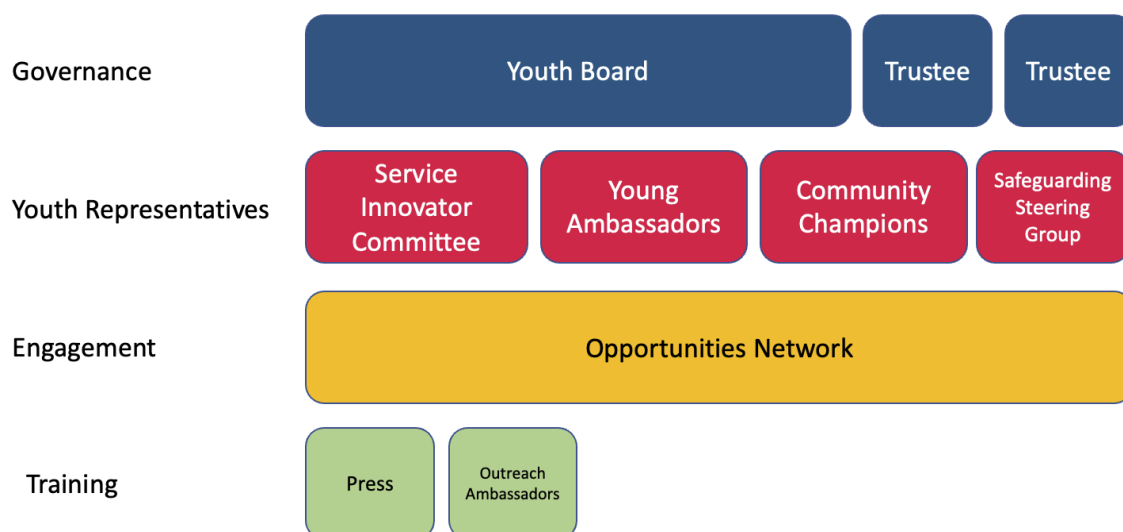 Governance
Youth Board
Trustee
Trustee
Youth Representatives
Service
Innovator
Committee
Young
Ambassadors
Community
Champions
Safeguarding
Steering
Group
Engagement
Opportunities Network
Training
Press
Outreach
Ambassadors